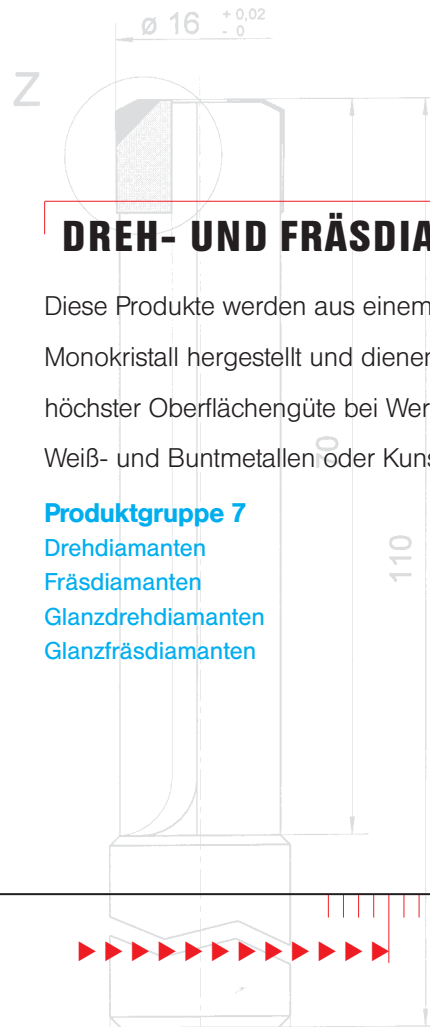 ø 16 + 0,02 - 0
Z
DREH- UND FRÄSDIA
Diese Produkte werden aus einem
Monokristall hergestellt und dienen
höchster Oberflächengüte bei Wer
Weiß- und Buntmetallen oder Kuns
70
Produktgruppe 7
Drehdiamanten
110
Fräsdiamanten
Glanzdrehdiamanten
Glanzfräsdiamanten